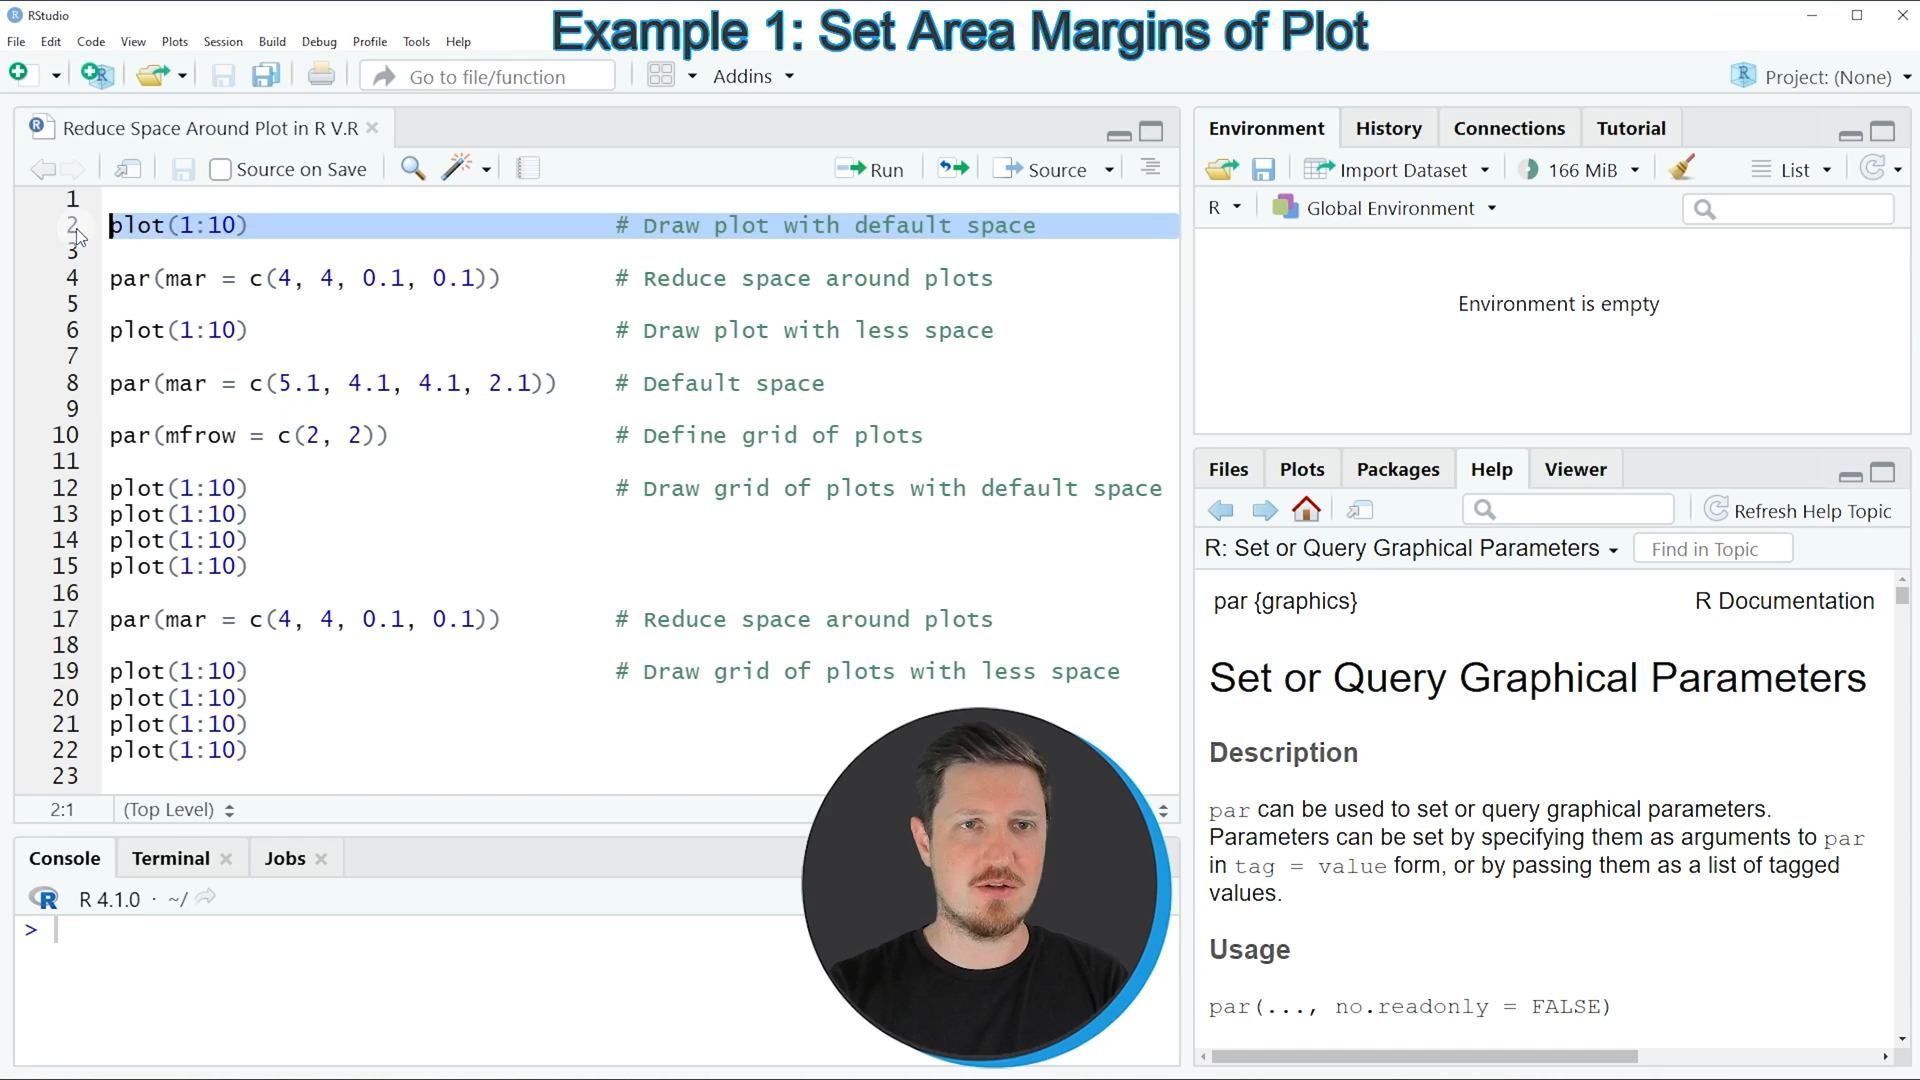 RStudio
Example 1: Set Area Margins of Plot
File Edit Code View Plots Session Build Debug Profile Tools Help
Go to file/function
Addins
Project: (None)
Reduce Space Around Plot in R V.R
Source on Save
Run
Source
1
2 plot(1:10) # Draw plot with default space
3
4 par(mar = c(4, 4, 0.1, 0.1)) # Reduce space around plots
5
6 plot(1:10) # Draw plot with less space
7
8 par(mar = c(5.1, 4.1, 4.1, 2.1)) # Default space
9
10 par(mfrow = c(2, 2)) # Define grid of plots
11
12 plot(1:10) # Draw grid of plots with default space
13 plot(1:10)
14 plot(1:10)
15 plot(1:10)
16
17 par(mar = c(4, 4, 0.1, 0.1)) # Reduce space around plots
18
19 plot(1:10) # Draw grid of plots with less space
20 plot(1:10)
21 plot(1:10)
22 plot(1:10)
23
2:1 (Top Level)
Console Terminal Jobs
R 4.1.0 · ~/
>
Environment History Connections Tutorial
Import Dataset 166 MiB List
R Global Environment
Environment is empty
Files Plots Packages Help Viewer
Refresh Help Topic
R: Set or Query Graphical Parameters Find in Topic
par {graphics} R Documentation
Set or Query Graphical Parameters
Description
par can be used to set or query graphical parameters.
Parameters can be set by specifying them as arguments to par
in tag = value form, or by passing them as a list of tagged
values.
Usage
par(..., no.readonly = FALSE)